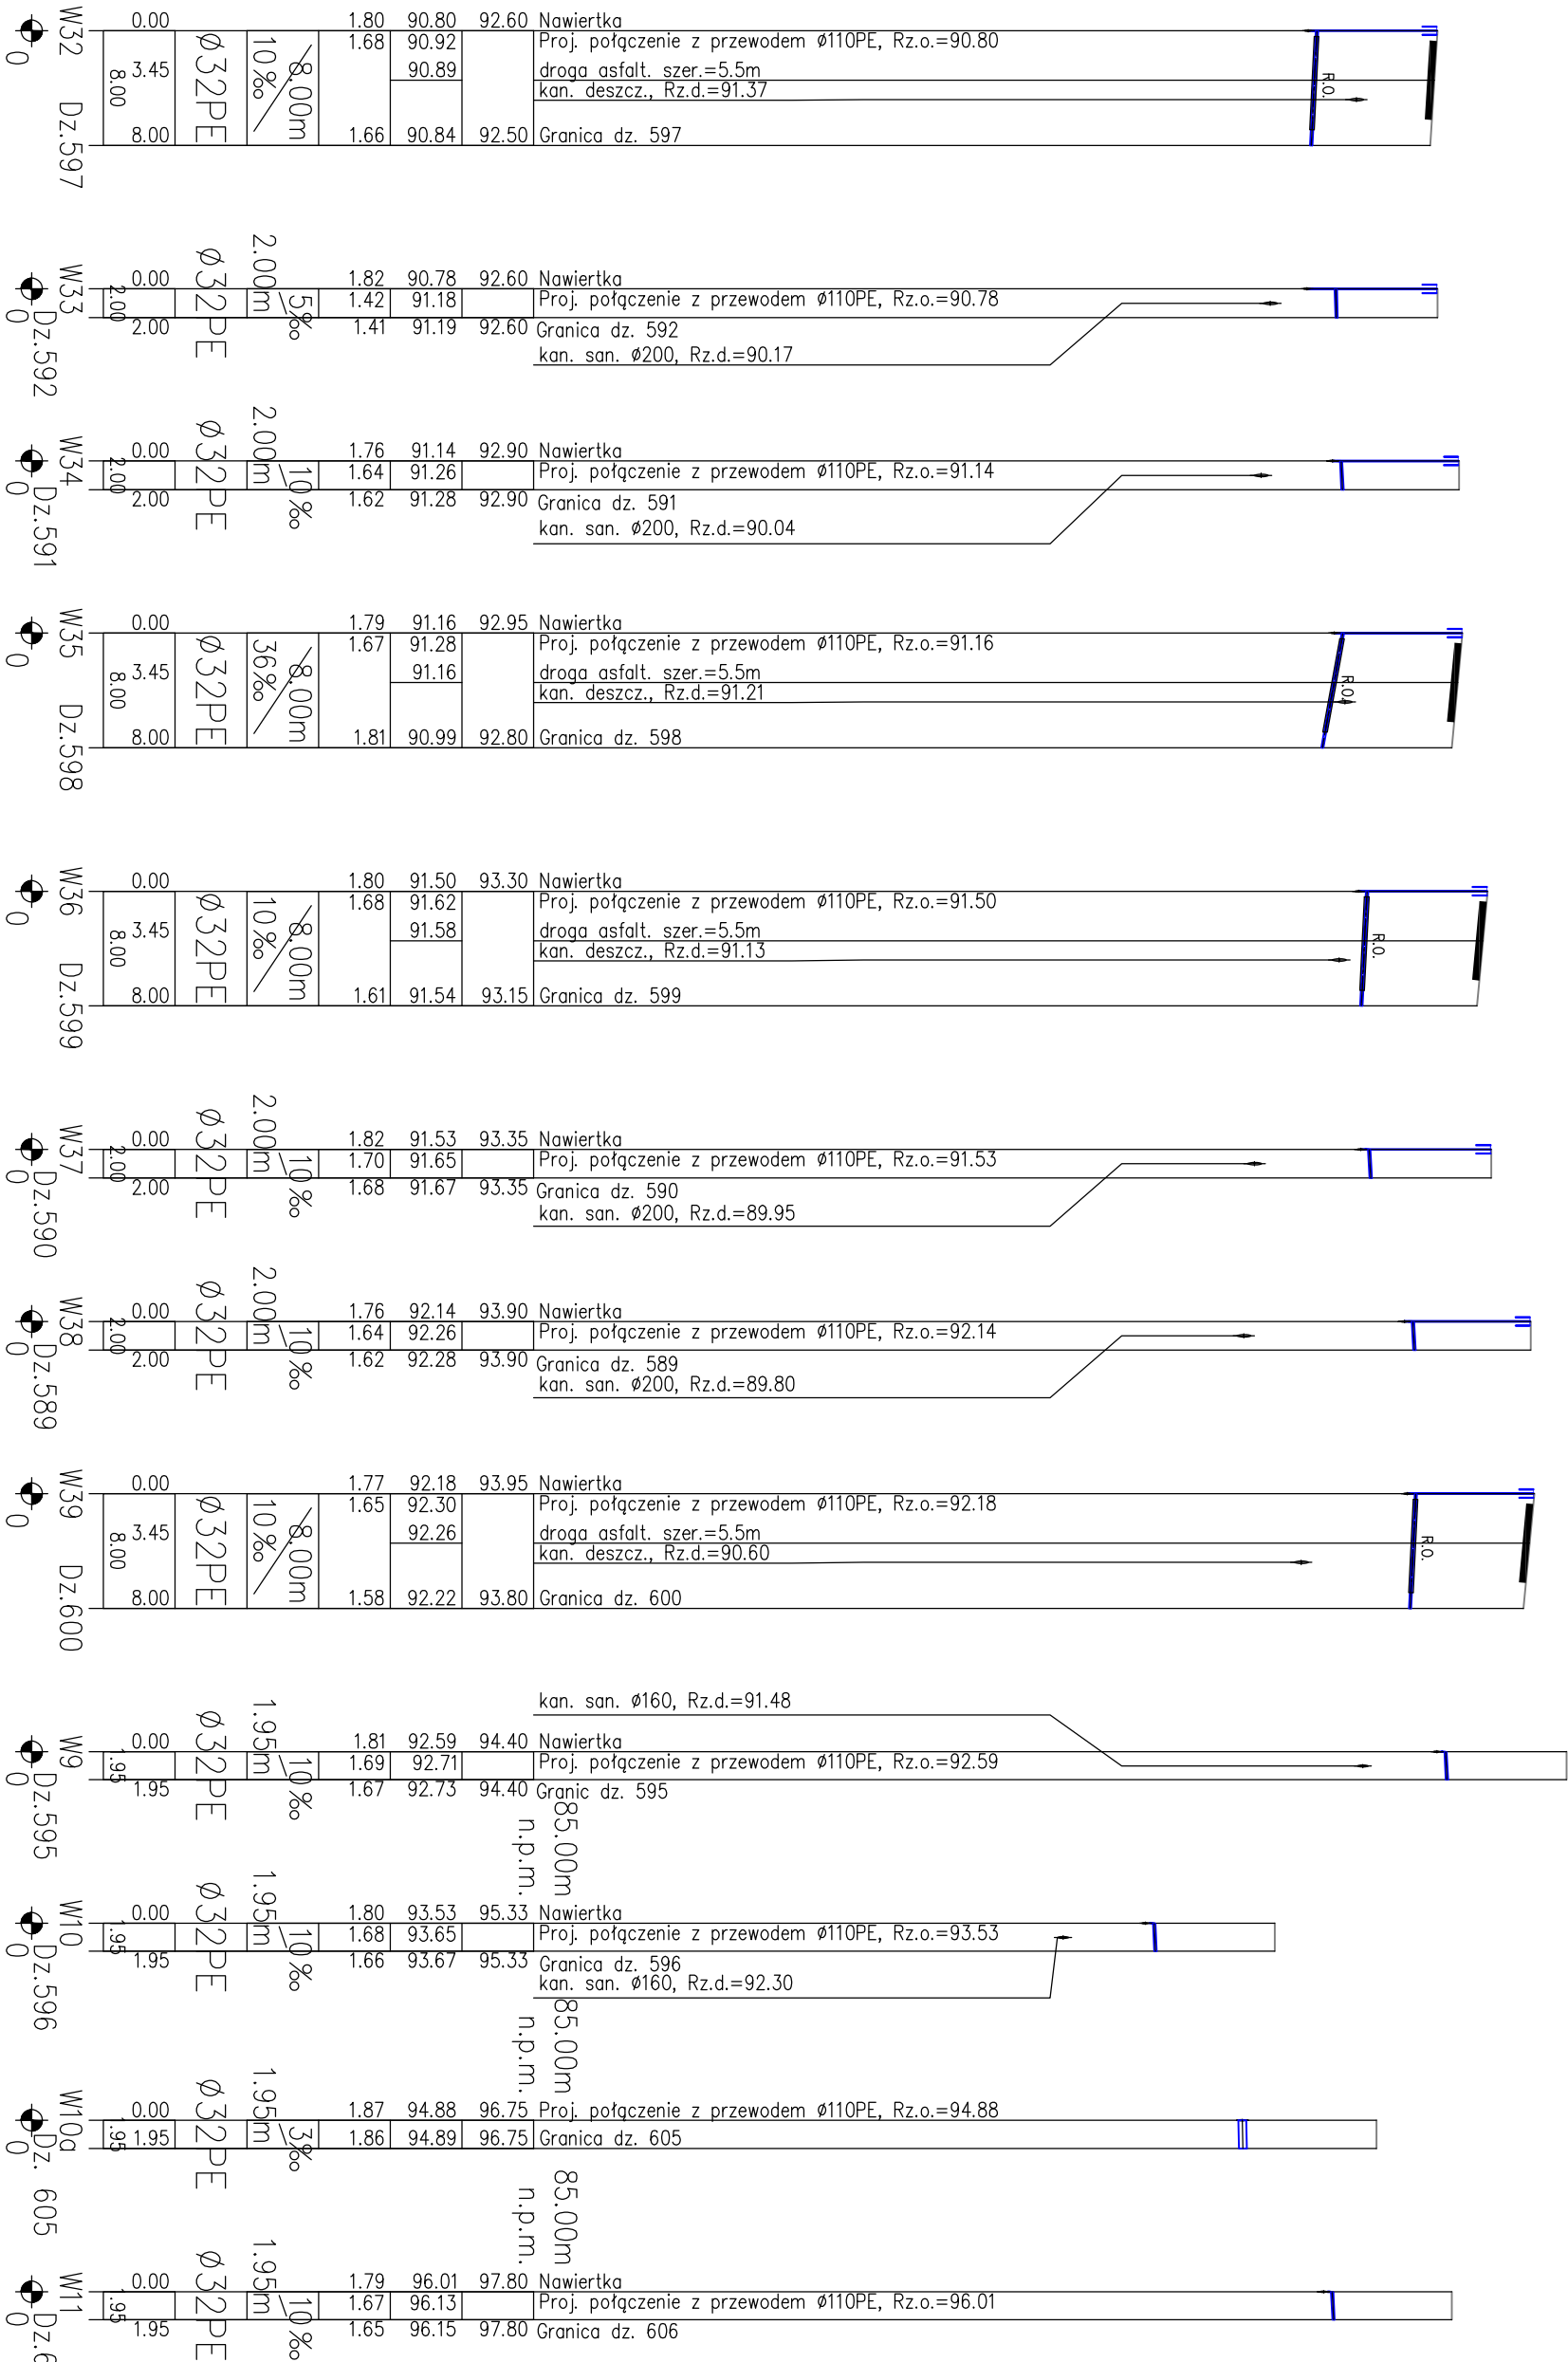 W32 Dz.597
0
0.00 1.80 90.80 92.60 Nawiertka
1.68 90.92 Proj. połączenie z przewodem ø110PE, Rz.o.=90.80
3.45 90.89 droga asfalt. szer.=5.5m
kan. deszcz., Rz.d.=91.37
8.00 Ø32PE 10‰ 8.00m R.O.
8.00 1.66 90.84 92.50 Granica dz. 597
W33 Dz.592
0
0.00 1.82 90.78 92.60 Nawiertka
1.42 91.18 Proj. połączenie z przewodem ø110PE, Rz.o.=90.78
2.00 Ø32PE 2.00m 5‰
2.00 1.41 91.19 92.60 Granica dz. 592
kan. san. ø200, Rz.d.=90.17
W34 Dz.591
0
0.00 1.76 91.14 92.90 Nawiertka
1.64 91.26 Proj. połączenie z przewodem ø110PE, Rz.o.=91.14
2.00 Ø32PE 2.00m 10‰
2.00 1.62 91.28 92.90 Granica dz. 591
kan. san. ø200, Rz.d.=90.04
W35 Dz.598
0
0.00 1.79 91.16 92.95 Nawiertka
1.67 91.28 Proj. połączenie z przewodem ø110PE, Rz.o.=91.16
3.45 91.16 droga asfalt. szer.=5.5m
kan. deszcz., Rz.d.=91.21
8.00 Ø32PE 36‰ 8.00m R.O.
8.00 1.81 90.99 92.80 Granica dz. 598
W36 Dz.599
0
0.00 1.80 91.50 93.30 Nawiertka
1.68 91.62 Proj. połączenie z przewodem ø110PE, Rz.o.=91.50
3.45 91.58 droga asfalt. szer.=5.5m
kan. deszcz., Rz.d.=91.13
8.00 Ø32PE 10‰ 8.00m R.O.
8.00 1.61 91.54 93.15 Granica dz. 599
W37 Dz.590
0
0.00 1.82 91.53 93.35 Nawiertka
1.70 91.65 Proj. połączenie z przewodem ø110PE, Rz.o.=91.53
2.00 Ø32PE 2.00m 10‰
2.00 1.68 91.67 93.35 Granica dz. 590
kan. san. ø200, Rz.d.=89.95
W38 Dz.589
0
0.00 1.76 92.14 93.90 Nawiertka
1.64 92.26 Proj. połączenie z przewodem ø110PE, Rz.o.=92.14
2.00 Ø32PE 2.00m 10‰
2.00 1.62 92.28 93.90 Granica dz. 589
kan. san. ø200, Rz.d.=89.80
W39 Dz.600
0
0.00 1.77 92.18 93.95 Nawiertka
1.65 92.30 Proj. połączenie z przewodem ø110PE, Rz.o.=92.18
3.45 92.26 droga asfalt. szer.=5.5m
kan. deszcz., Rz.d.=90.60
8.00 Ø32PE 10‰ 8.00m R.O.
8.00 1.58 92.22 93.80 Granica dz. 600
kan. san. ø160, Rz.d.=91.48
W9 Dz.595
0
0.00 1.81 92.59 94.40 Nawiertka
1.69 92.71 Proj. połączenie z przewodem ø110PE, Rz.o.=92.59
1.95 Ø32PE 1.95m 10‰
1.95 1.67 92.73 94.40 Granic dz. 595
85.00m
n.p.m.
W10 Dz.596
0
0.00 1.80 93.53 95.33 Nawiertka
1.68 93.65 Proj. połączenie z przewodem ø110PE, Rz.o.=93.53
1.95 Ø32PE 1.95m 10‰
1.95 1.66 93.67 95.33 Granica dz. 596
kan. san. ø160, Rz.d.=92.30
85.00m
n.p.m.
W10a Dz. 605
0
0.00 1.87 94.88 96.75 Proj. połączenie z przewodem ø110PE, Rz.o.=94.88
1.95 Ø32PE 1.95m 3‰
1.95 1.86 94.89 96.75 Granica dz. 605
85.00m
n.p.m.
W11 Dz.6
0
0.00 1.79 96.01 97.80 Nawiertka
1.67 96.13 Proj. połączenie z przewodem ø110PE, Rz.o.=96.01
1.95 Ø32PE 1.95m 10‰
1.95 1.65 96.15 97.80 Granica dz. 606